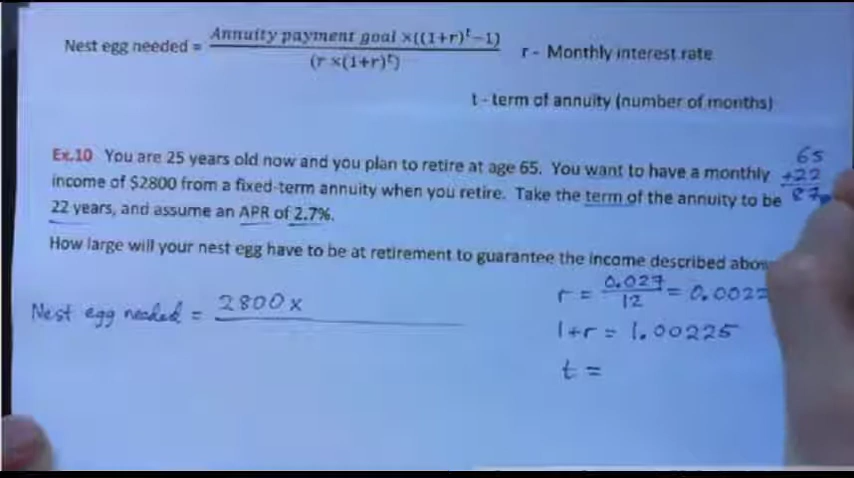 Nest egg needed = Annuity payment goal ×((1+r)^t−1) / (r ×(1+r)^t)
r - Monthly interest rate
t - term of annuity (number of months)
Ex.10 You are 25 years old now and you plan to retire at age 65. You want to have a monthly
income of $2800 from a fixed-term annuity when you retire. Take the term of the annuity to be
22 years, and assume an APR of 2.7%.
65
+22
87
How large will your nest egg have to be at retirement to guarantee the income described
Nest egg needed = 2800 x
r = 0.027 / 12 = 0.0022
1+r = 1.00225
t =